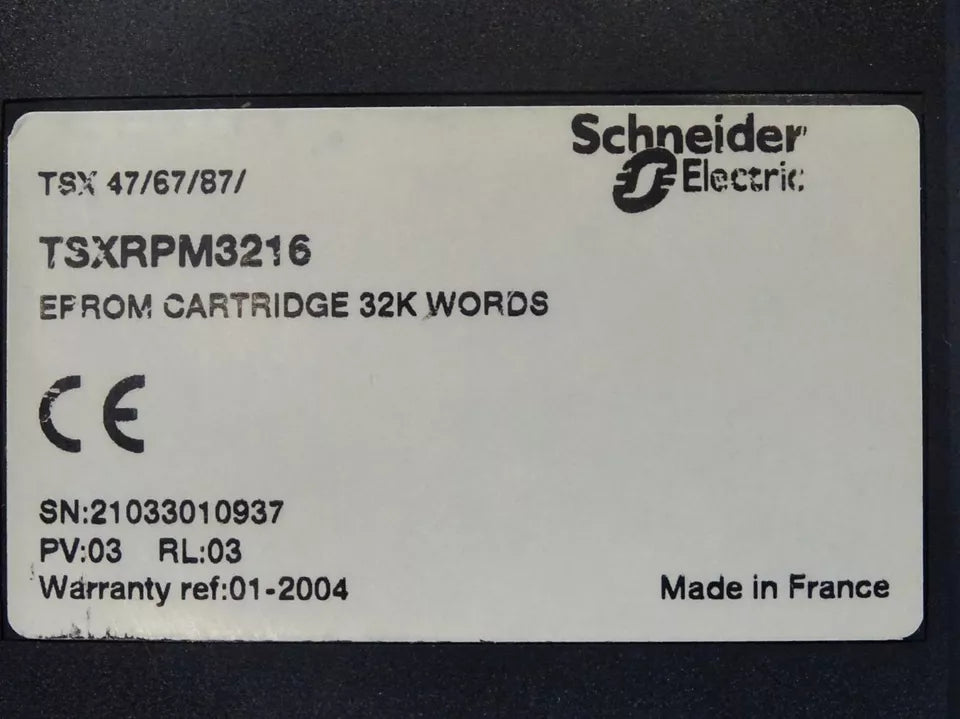 Schneider
Electric
TSX 47/67/87/
TSXRPM3216
EPROM CARTRIDGE 32K WORDS
CE
SN:21033010937
PV:03 RL:03
Warranty ref:01-2004
Made in France